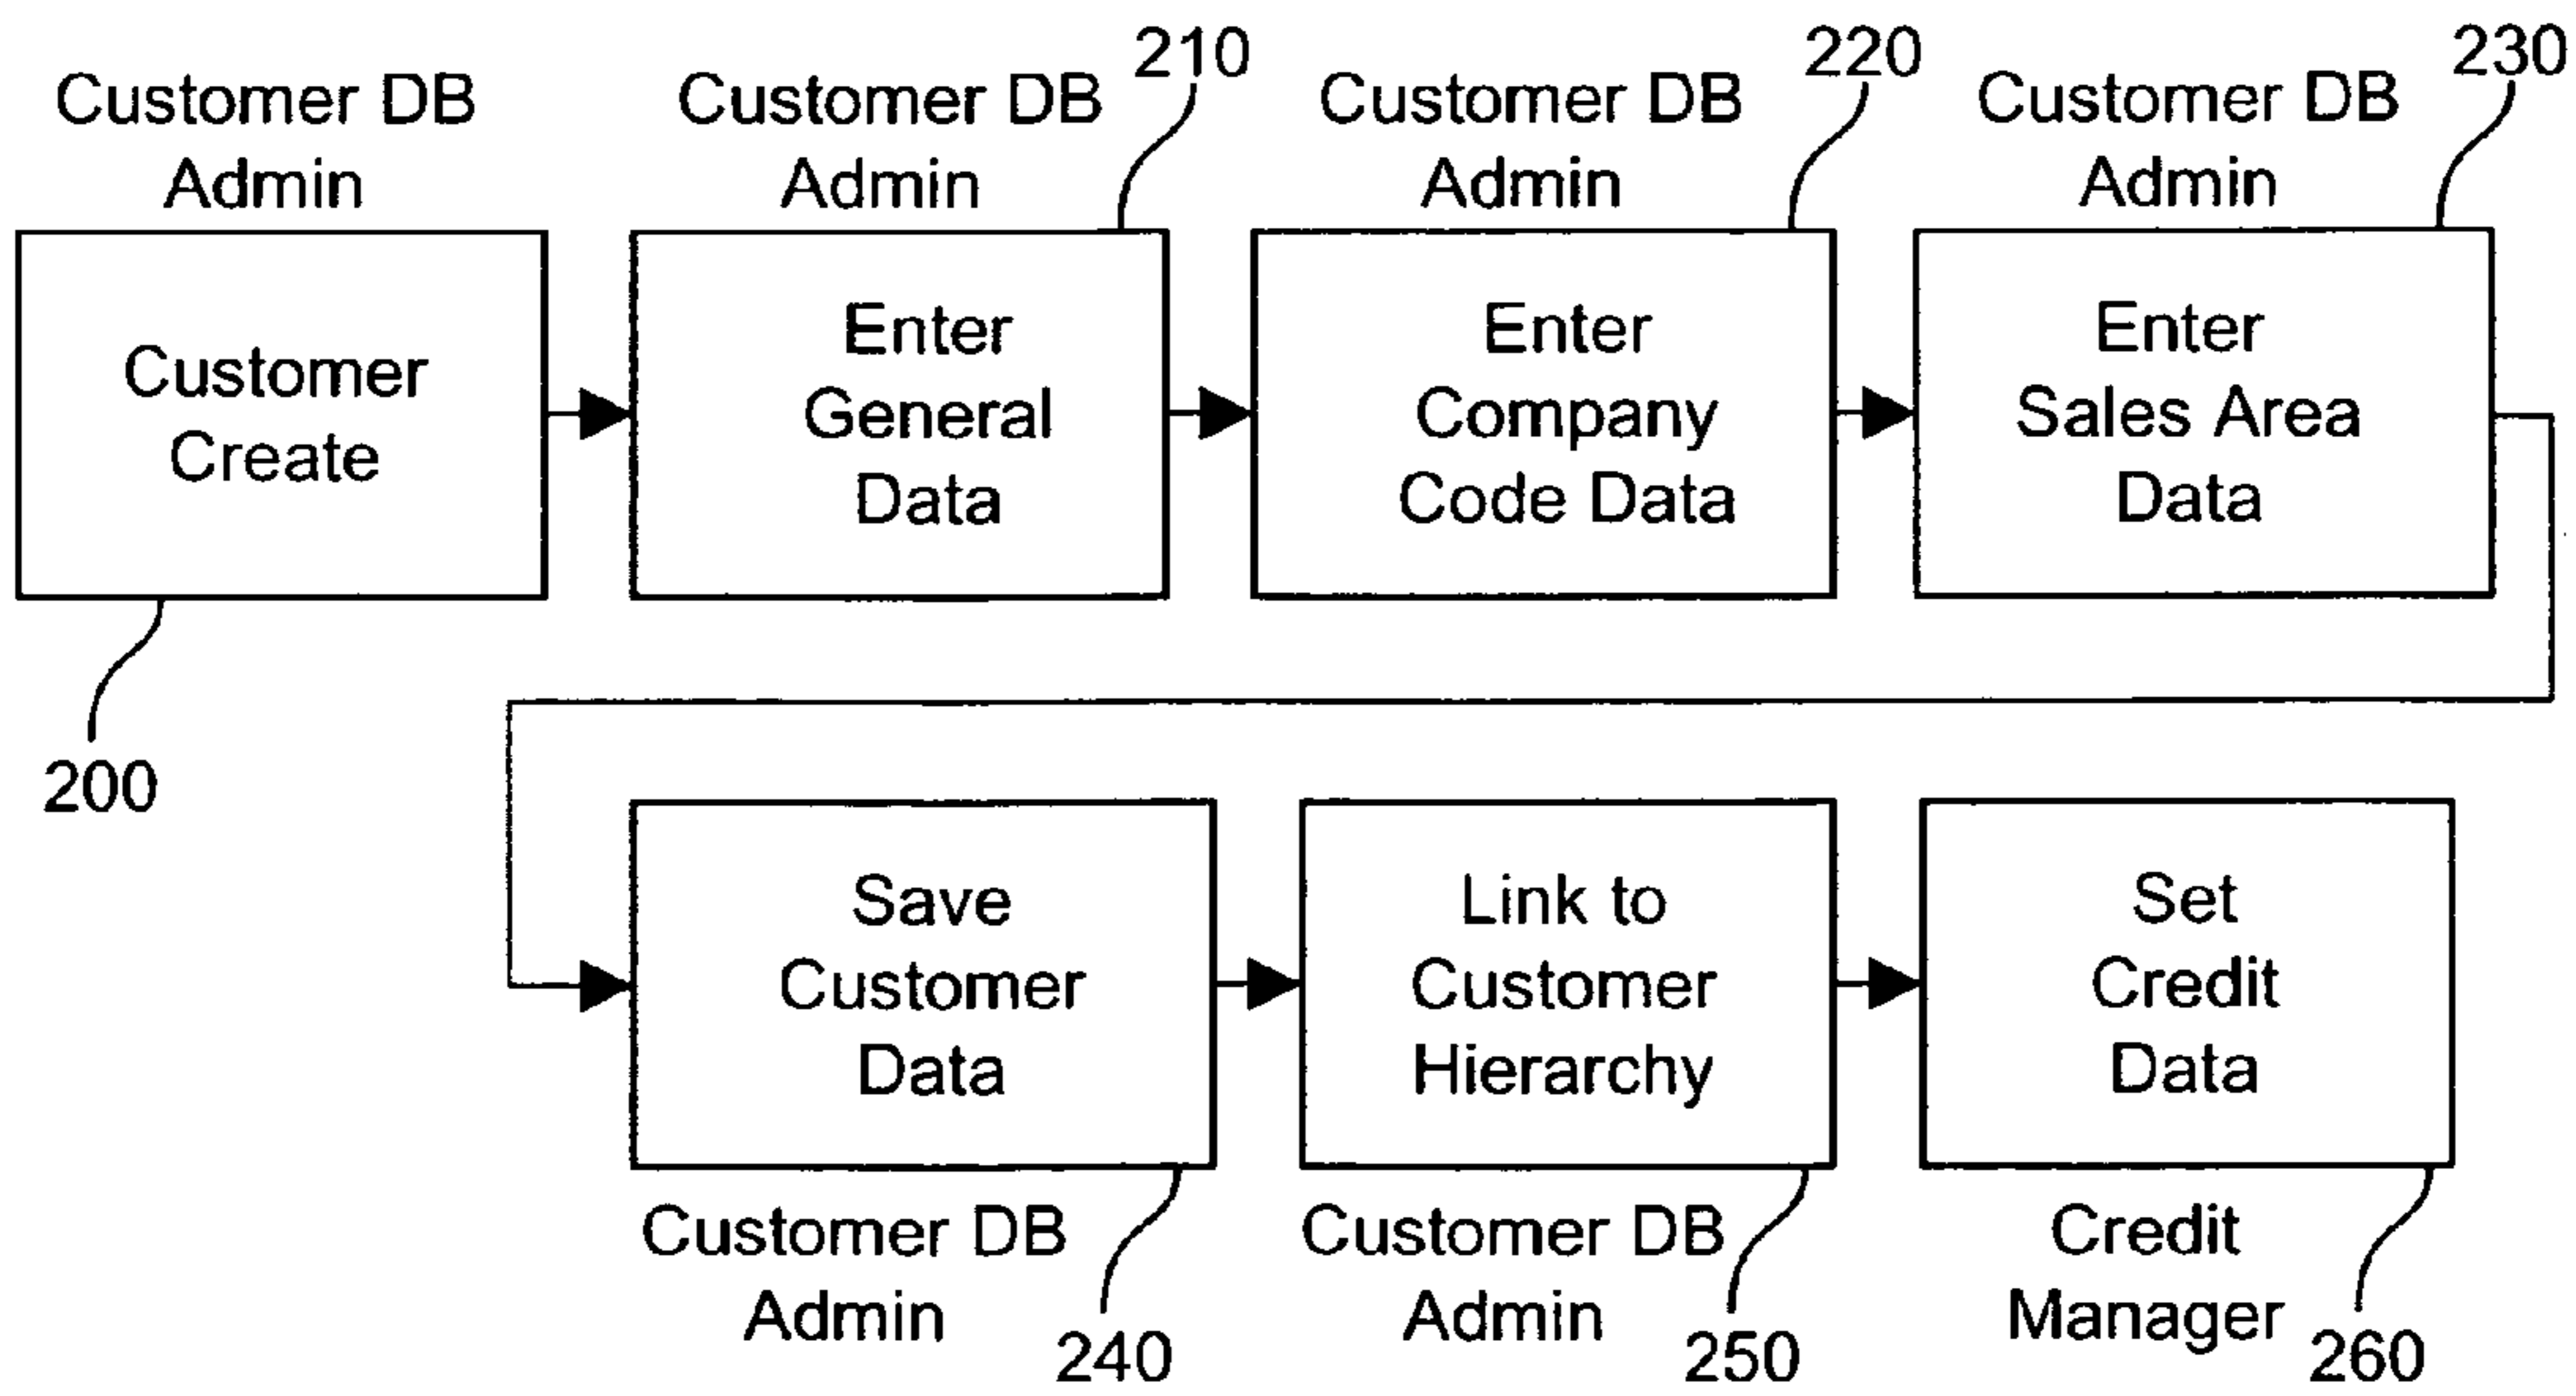 210
220
230
Customer DB
Admin
Customer DB
Admin
Customer DB
Admin
Customer DB
Admin
Customer
Create
Enter
General
Data
Enter
Company
Code Data
Enter
Sales Area
Data
200
Save
Customer
Data
Link to
Customer
Hierarchy
Set
Credit
Data
Customer DB
Admin
240
Customer DB
Admin
250
Credit
Manager
260